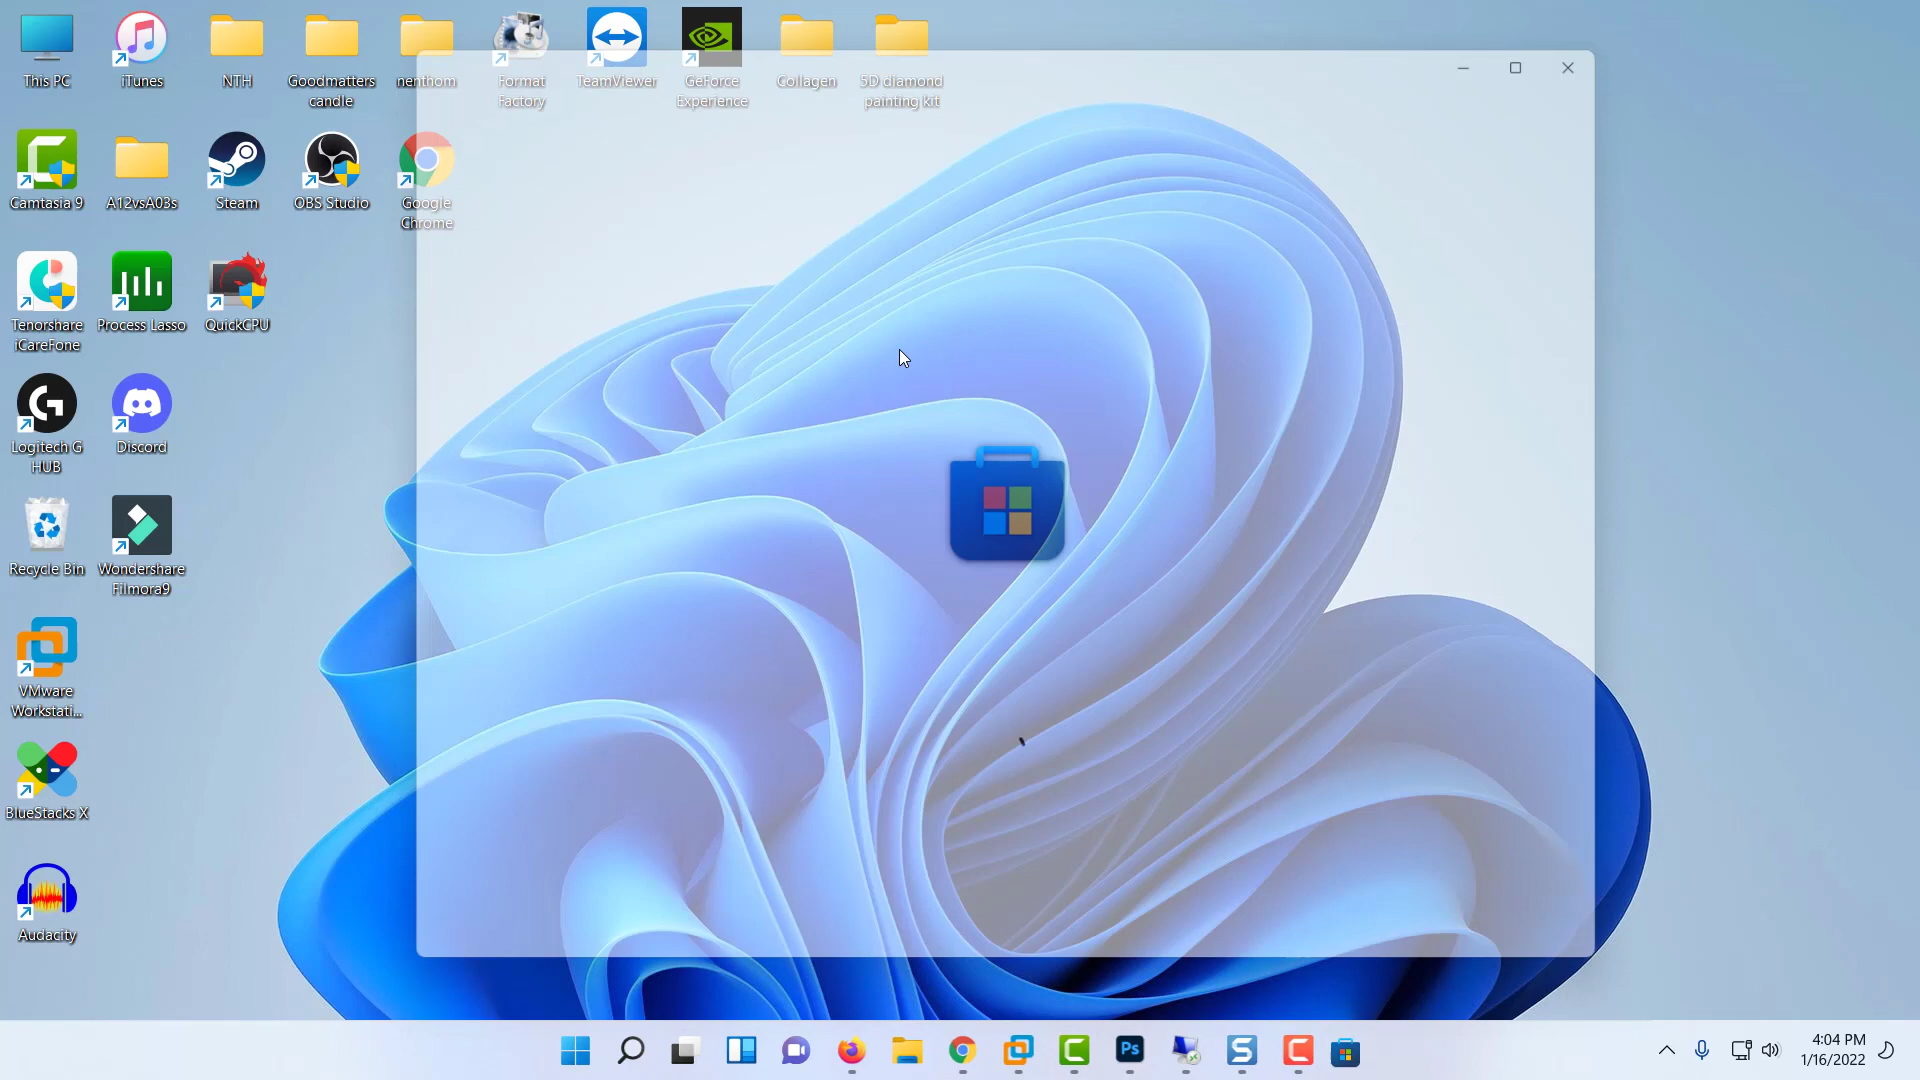 This PC
iTunes
NTH
Goodmatters
candle
nenthom
Format
Factory
TeamViewer
GeForce
Experience
Collagen
5D diamond
painting kit
Camtasia 9
A12vsA03s
Steam
OBS Studio
Google
Chrome
Tenorshare
iCareFone
Process Lasso
QuickCPU
Logitech G
HUB
Discord
Recycle Bin
Wondershare
Filmora9
VMware
Workstati...
BlueStacks X
Audacity
Ps
4:04 PM
1/16/2022